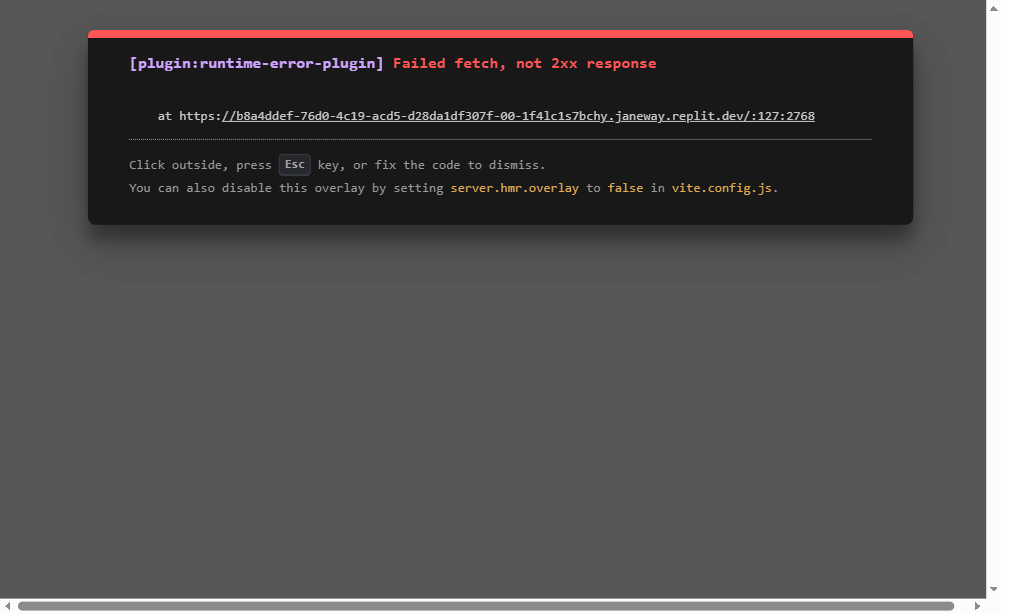 [plugin:runtime-error-plugin] Failed fetch, not 2xx response
at https://b8a4ddef-76d0-4c19-acd5-d28da1df307f-00-1f4lc1s7bchy.janeway.replit.dev/:127:2768
Click outside, press Esc key, or fix the code to dismiss.
You can also disable this overlay by setting server.hmr.overlay to false in vite.config.js.